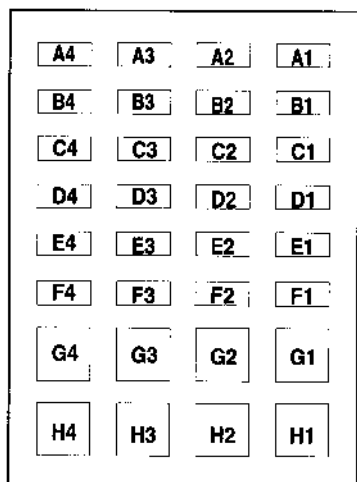 A4 A3 A2 A1
B4 B3 B2 B1
C4 C3 C2 C1
D4 D3 D2 D1
E4 E3 E2 E1
F4 F3 F2 F1
G4 G3 G2 G1
H4 H3 H2 H1